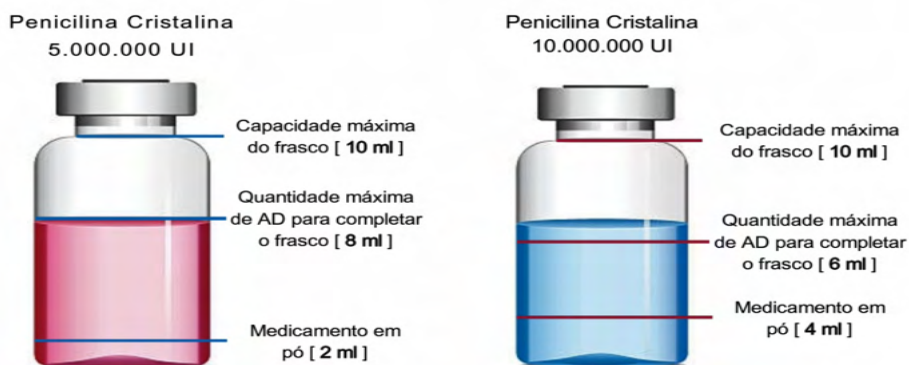 Penicilina Cristalina
5.000.000 UI
Capacidade máxima
do frasco [ 10 ml ]
Quantidade máxima
de AD para completar
o frasco [ 8 ml ]
Medicamento em
pó [ 2 ml ]
Penicilina Cristalina
10.000.000 UI
Capacidade máxima
do frasco [ 10 ml ]
Quantidade máxima
de AD para completar
o frasco [ 6 ml ]
Medicamento em
pó [ 4 ml ]